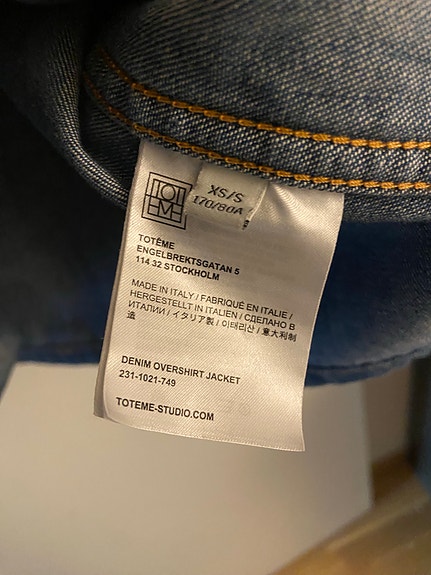 TOTEME
XS/S
170/80A
TOTÊME
ENGELBREKTSGATAN 5
114 32 STOCKHOLM
MADE IN ITALY / FABRIQUÉ EN ITALIE /
HERGESTELLT IN ITALIEN / СДЕЛАНО В
ИТАЛИИ / イタリア製 / 이태리산 / 意大利制
造
DENIM OVERSHIRT JACKET
231-1021-749
TOTEME-STUDIO.COM